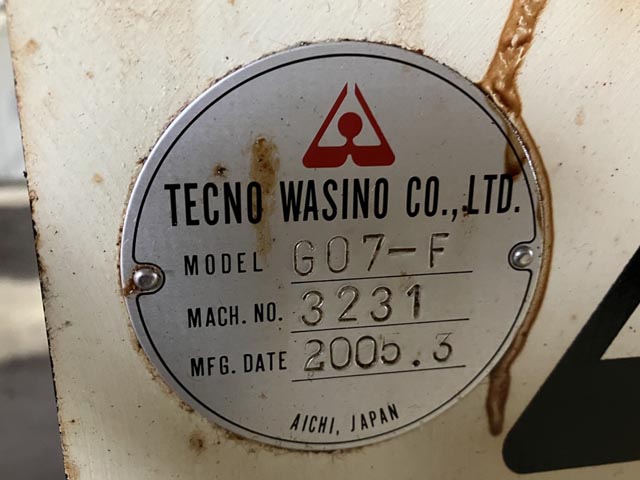 TECNO WASINO CO.,LTD.
MODEL G07-F
MACH. NO. 3231
MFG. DATE 2005.3
AICHI, JAPAN